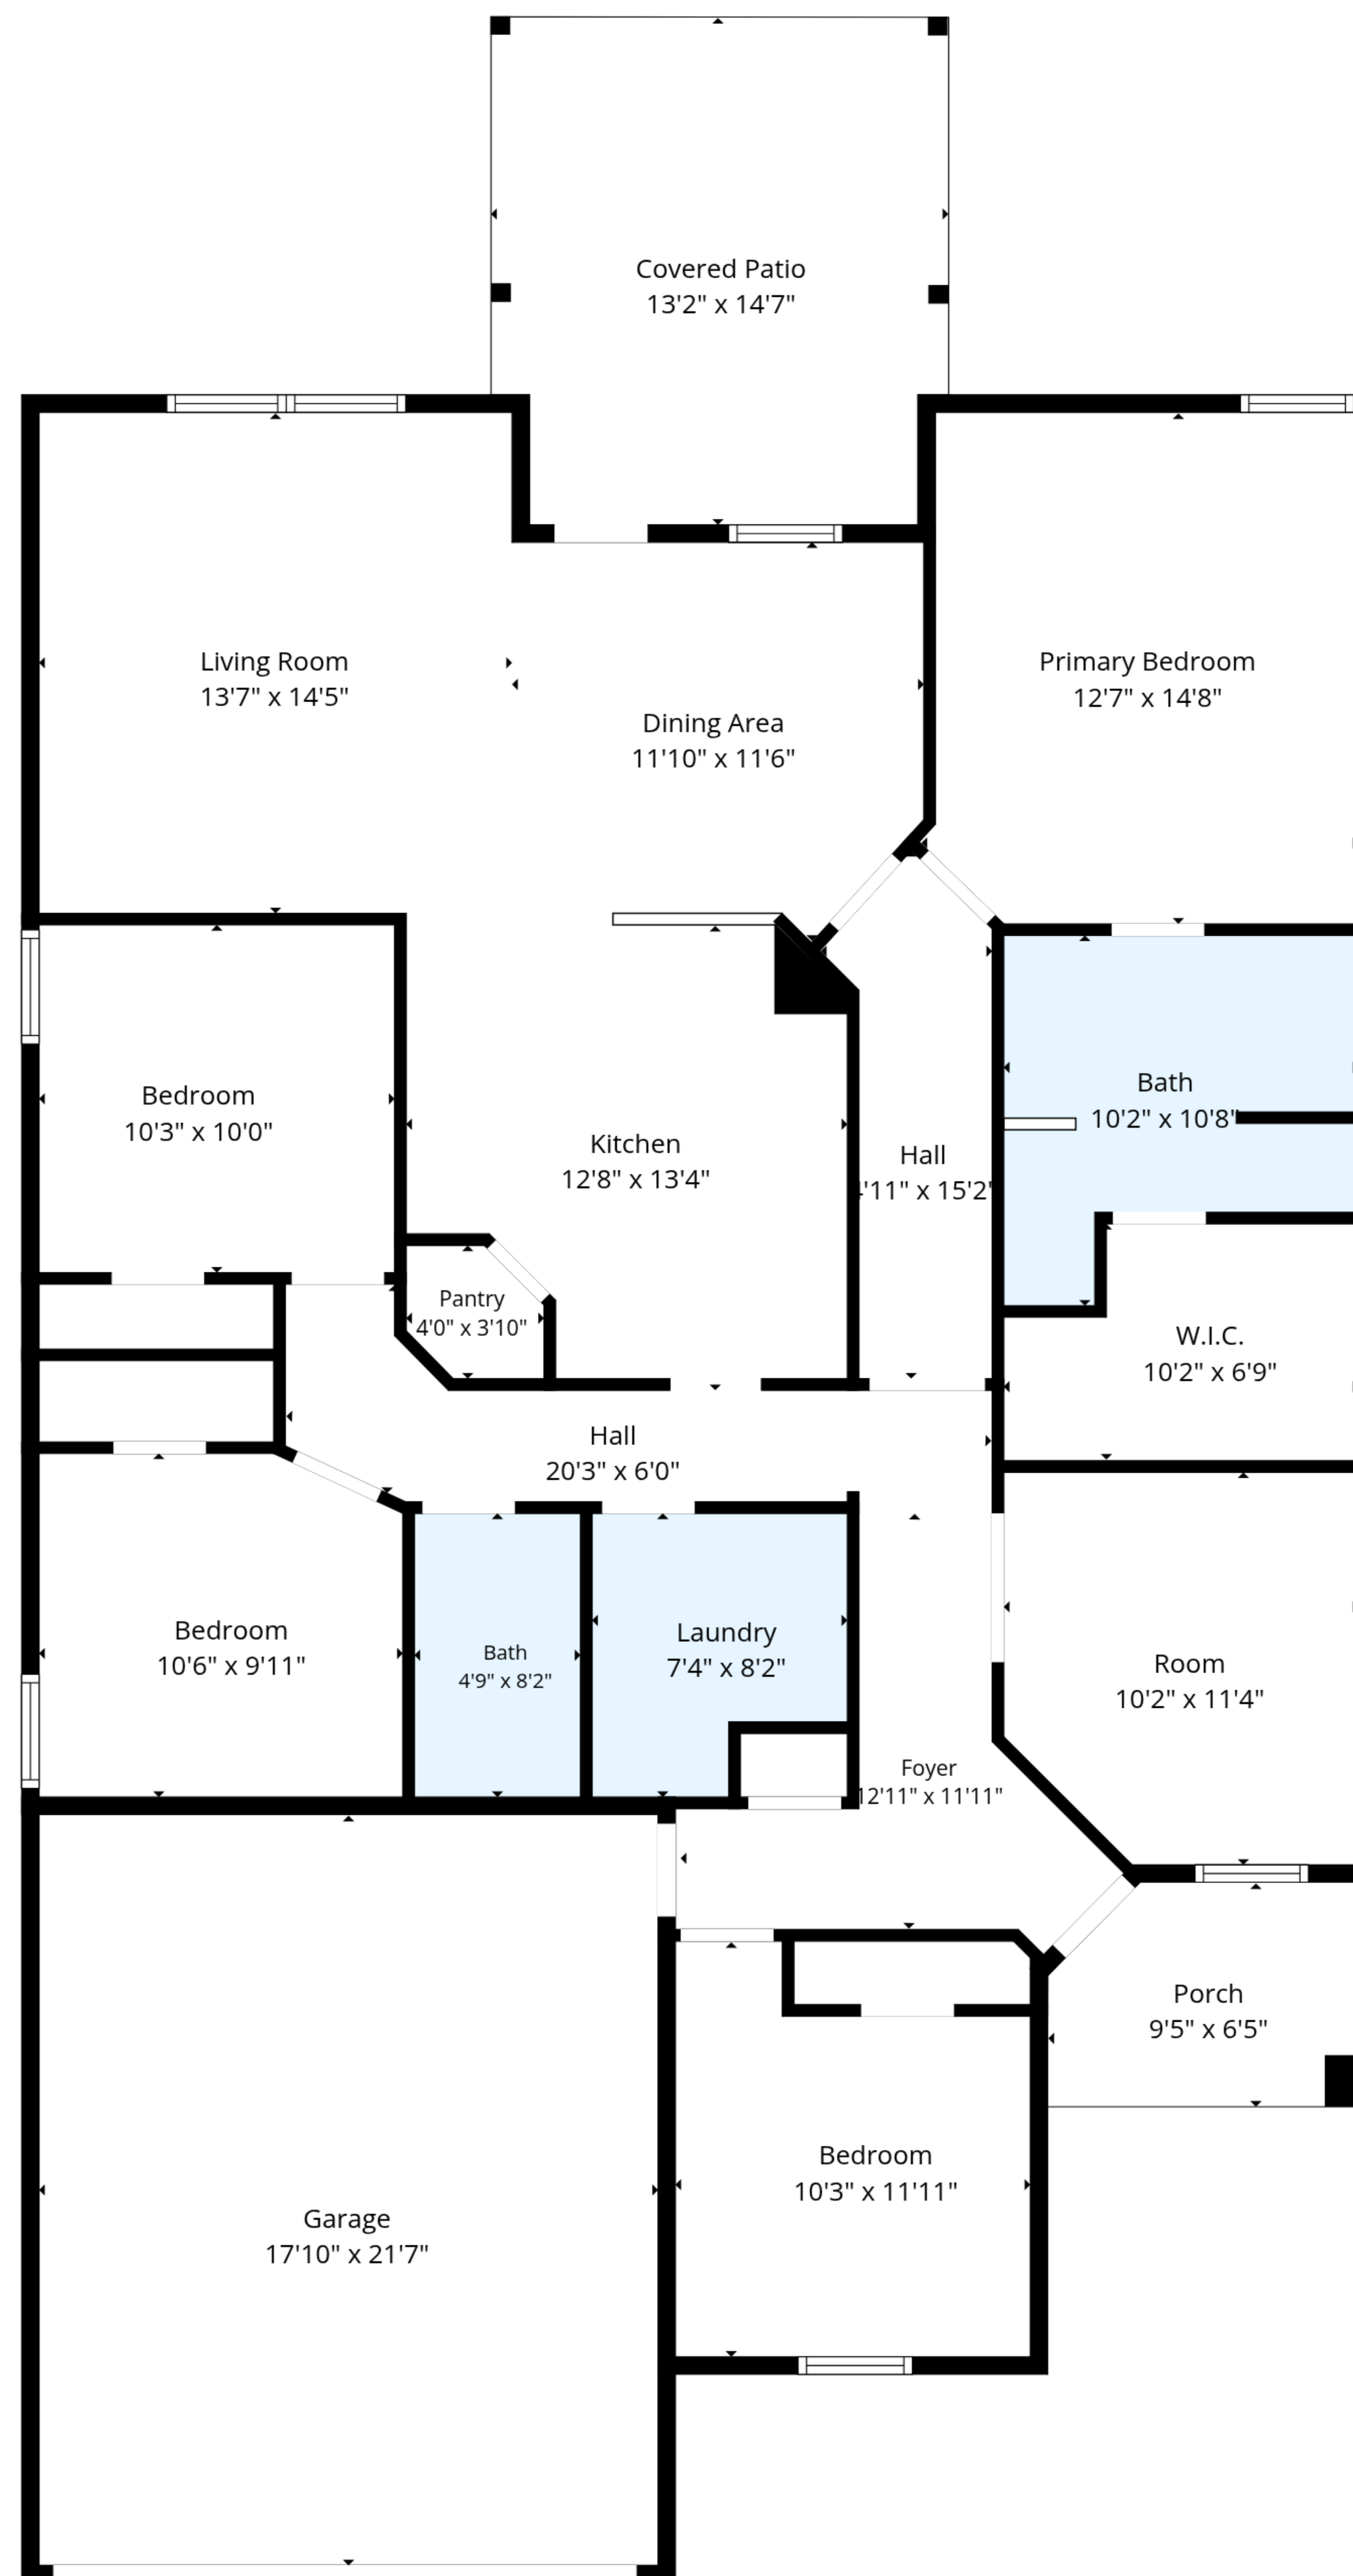 Covered Patio
13'2" x 14'7"
Living Room
13'7" x 14'5"
Primary Bedroom
12'7" x 14'8"
Dining Area
11'10" x 11'6"
Bath
10'2" x 10'8"
Bedroom
10'3" x 10'0"
Kitchen
12'8" x 13'4"
Hall
4'11" x 15'2"
Pantry
4'0" x 3'10"
W.I.C.
10'2" x 6'9"
Hall
20'3" x 6'0"
Bedroom
10'6" x 9'11"
Bath
4'9" x 8'2"
Laundry
7'4" x 8'2"
Room
10'2" x 11'4"
Foyer
12'11" x 11'11"
Porch
9'5" x 6'5"
Bedroom
10'3" x 11'11"
Garage
17'10" x 21'7"